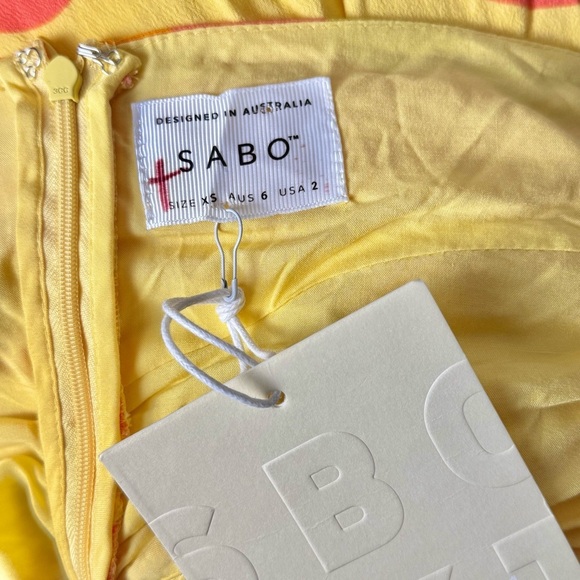 DESIGNED IN AUSTRALIA
SABO™
SIZE XS AUS 6 USA 2
B O
S